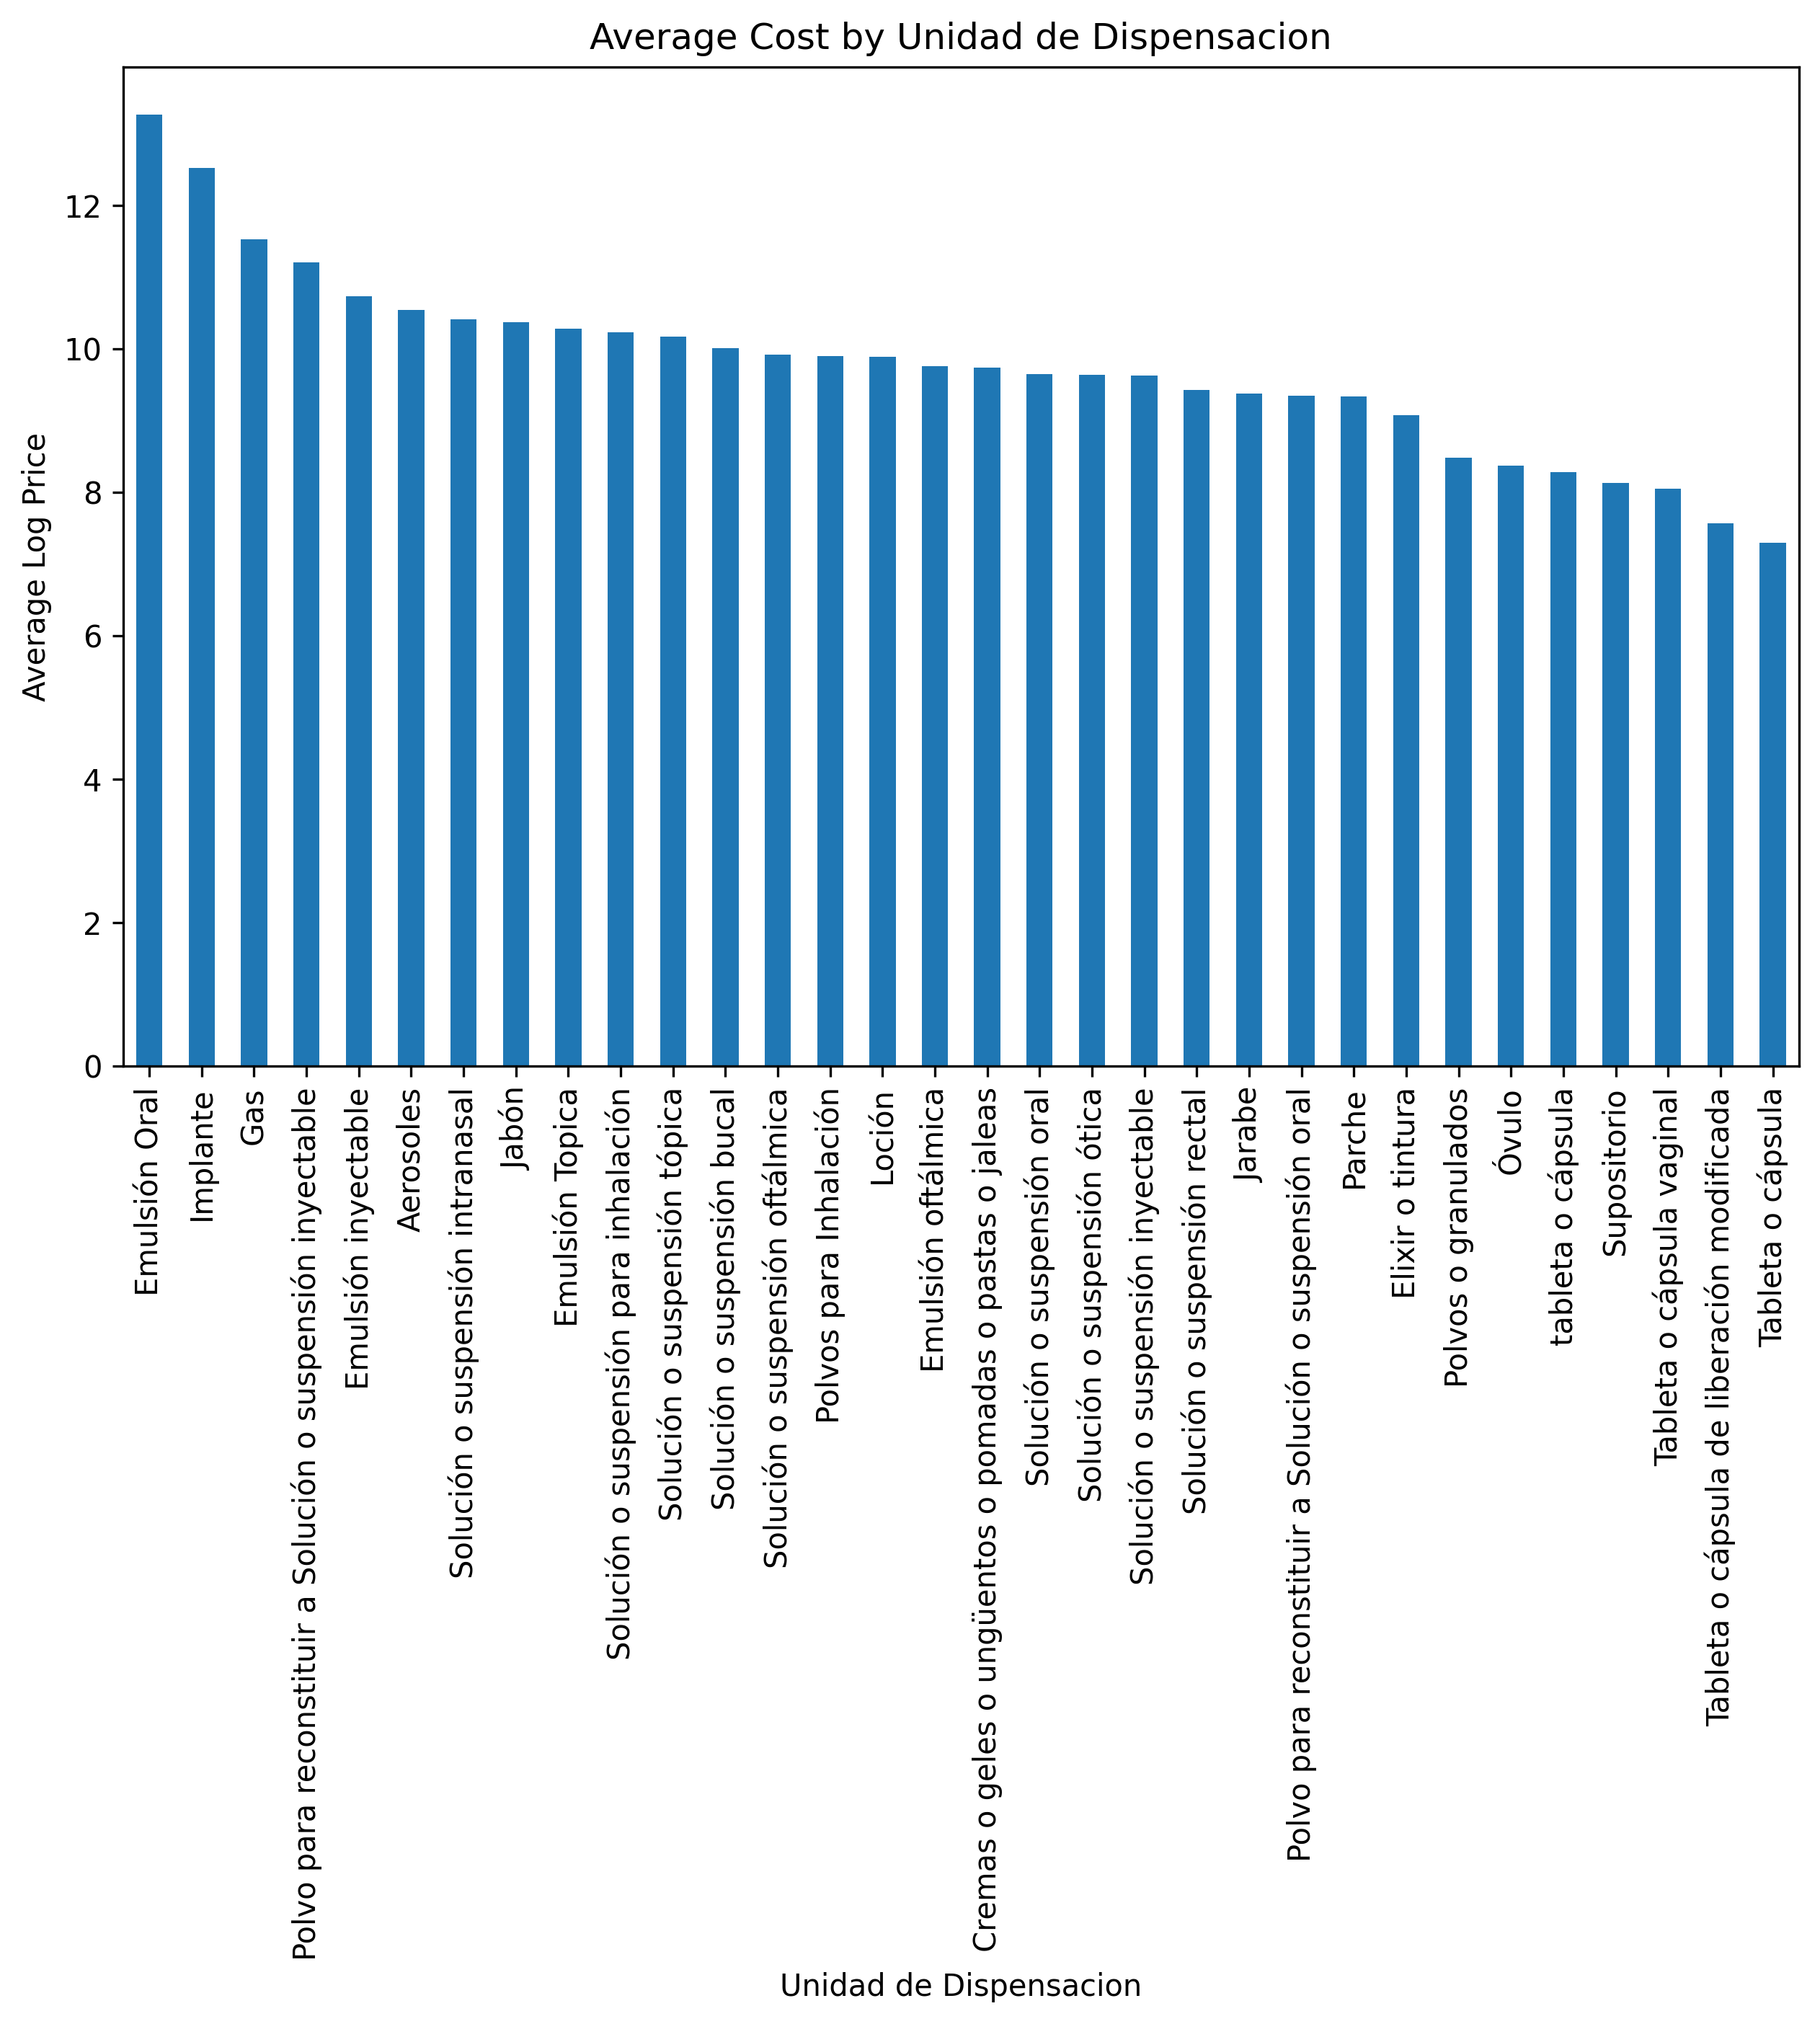 Average Cost by Unidad de Dispensacion
Average Log Price
12
10
8
6
4
2
0
Emulsión Oral
Implante
Gas
Polvo para reconstituir a Solución o suspensión inyectable
Emulsión inyectable
Aerosoles
Solución o suspensión intranasal
Jabón
Emulsión Topica
Solución o suspensión para inhalación
Solución o suspensión tópica
Solución o suspensión bucal
Solución o suspensión oftálmica
Polvos para Inhalación
Loción
Emulsión oftálmica
Cremas o geles o ungüentos o pomadas o pastas o jaleas
Solución o suspensión oral
Solución o suspensión ótica
Solución o suspensión inyectable
Solución o suspensión rectal
Jarabe
Polvo para reconstituir a Solución o suspensión oral
Parche
Elixir o tintura
Polvos o granulados
Óvulo
tableta o cápsula
Supositorio
Tableta o cápsula vaginal
Tableta o cápsula de liberación modificada
Tableta o cápsula
Unidad de Dispensacion